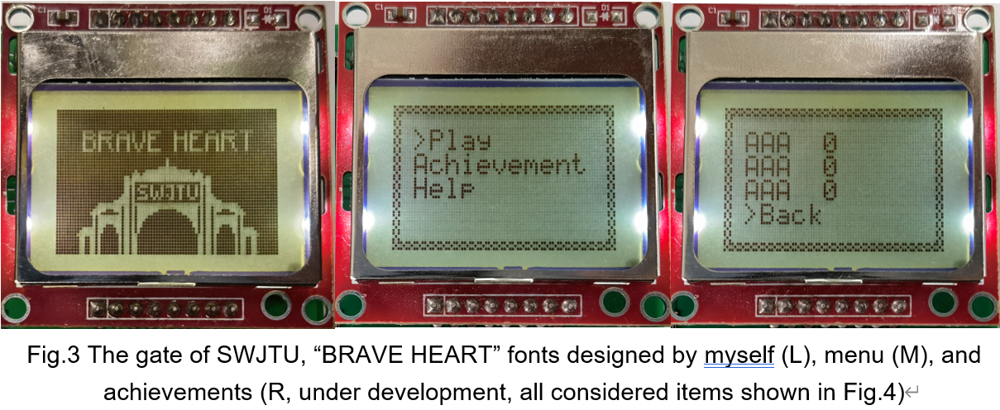 C1
D1
BRAVE HEART
SWJTU
C1
D1
>Play
Achievement
Help
C1
D1
AAA 0
AAA 0
AAA 0
>Back
Fig.3 The gate of SWJTU, “BRAVE HEART” fonts designed by myself (L), menu (M), and
achievements (R, under development, all considered items shown in Fig.4)↵